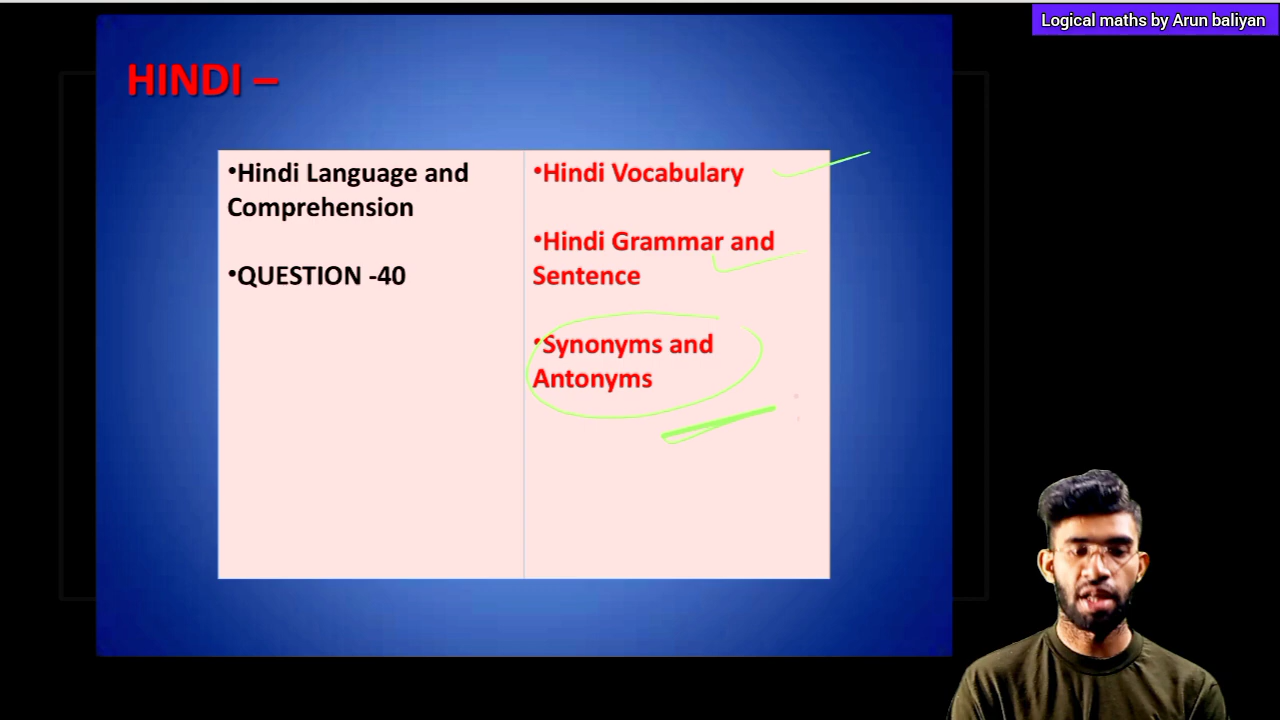 Logical maths by Arun baliyan
HINDI –
•Hindi Language and
Comprehension
•QUESTION -40
•Hindi Vocabulary
•Hindi Grammar and
Sentence
•Synonyms and
Antonyms